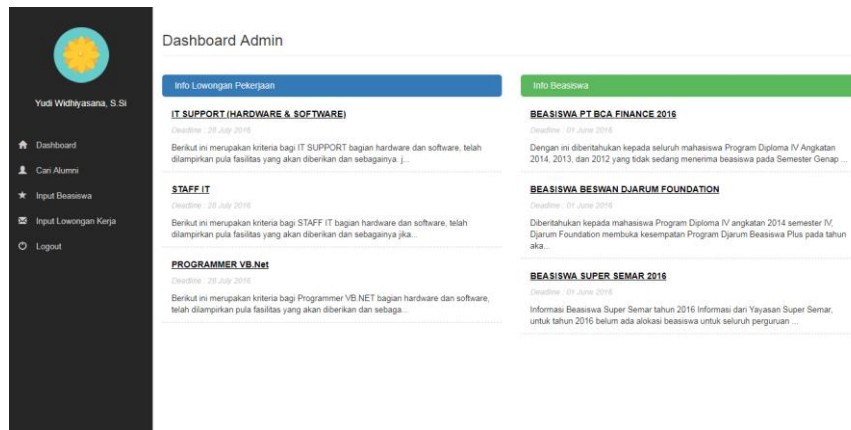 Yudi Widhiyasana, S.Si
Dashboard
Cari Alumni
Input Beasiswa
Input Lowongan Kerja
Logout
Dashboard Admin
Info Lowongan Pekerjaan
IT SUPPORT (HARDWARE & SOFTWARE)
Deadline : 28 July 2016
Berikut ini merupakan kriteria bagi IT SUPPORT bagian hardware dan software, telah
dilampirkan pula fasilitas yang akan diberikan dan sebagainya. j...
STAFF IT
Deadline : 28 July 2016
Berikut ini merupakan kriteria bagi STAFF IT bagian hardware dan software, telah
dilampirkan pula fasilitas yang akan diberikan dan sebagainya jika...
PROGRAMMER VB.Net
Deadline : 28 July 2016
Berikut ini merupakan kriteria bagi Programmer VB.NET bagian hardware dan software,
telah dilampirkan pula fasilitas yang akan diberikan dan sebaga...
Info Beasiswa
BEASISWA PT BCA FINANCE 2016
Deadline : 01 June 2016
Dengan ini diberitahukan kepada seluruh mahasiswa Program Diploma IV Angkatan
2014, 2013, dan 2012 yang tidak sedang menerima beasiswa pada Semester Genap ...
BEASISWA BESWAN DJARUM FOUNDATION
Deadline : 01 June 2016
Diberitahukan kepada mahasiswa Program Diploma IV angkatan 2014 semester IV,
Djarum Foundation membuka kesempatan Program Djarum Beasiswa Plus pada tahun
aka...
BEASISWA SUPER SEMAR 2016
Deadline : 01 June 2016
Informasi Beasiswa Super Semar tahun 2016 Informasi dari Yayasan Super Semar,
untuk tahun 2016 belum ada alokasi beasiswa untuk seluruh perguruan ...